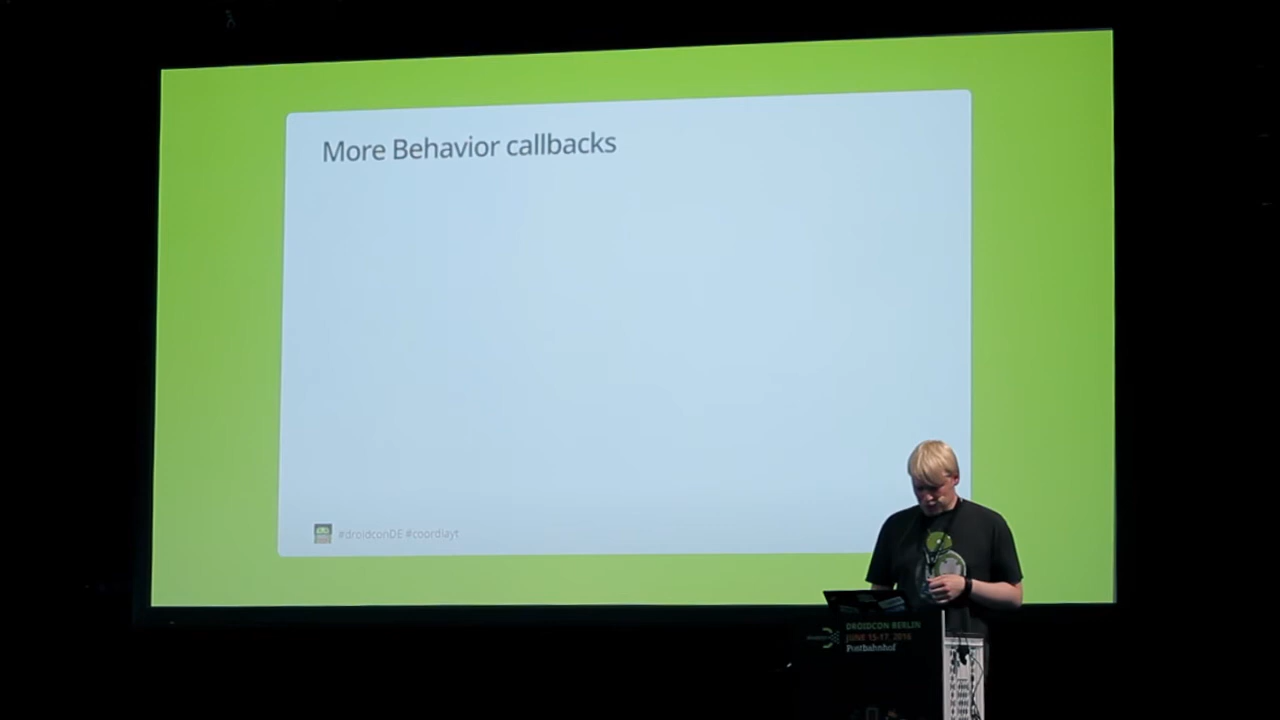 More Behavior callbacks
#droidconDE #coordlayt
DROIDCON BERLIN
JUNE 15-17, 2016
Postbahnhof